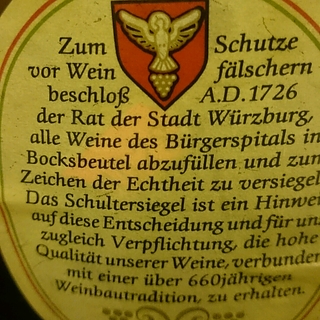 Zum Schutze
vor Wein fälschern
beschloß A.D. 1726
der Rat der Stadt Würzburg,
alle Weine des Bürgerspitals in
Bocksbeutel abzufüllen und zum
Zeichen der Echtheit zu versiegel
Das Schultersiegel ist ein Hinwei
auf diese Entscheidung und für un
zugleich Verpflichtung, die hohe
Qualität unserer Weine, verbunden
mit einer über 660jährigen
Weinbautradition, zu erhalten.